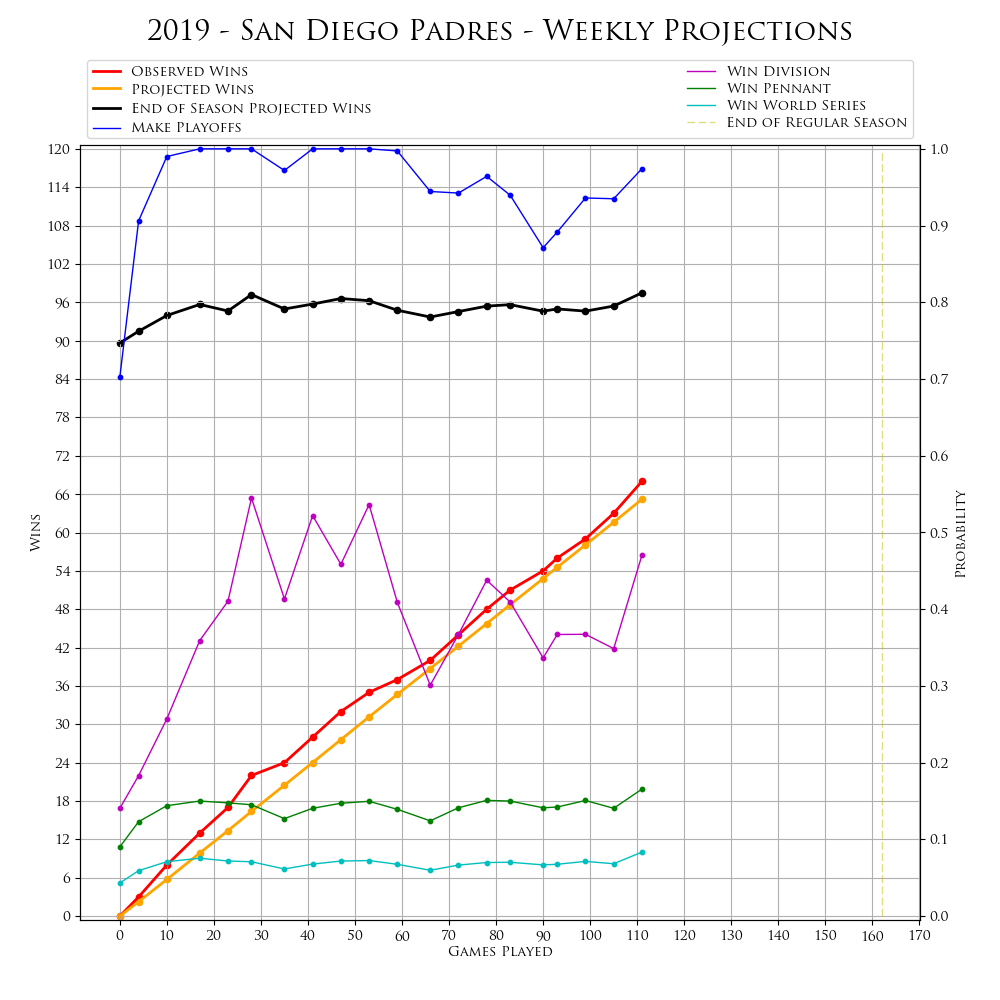 2019 - San Diego Padres - Weekly Projections
Observed Wins
Projected Wins
End of Season Projected Wins
Make Playoffs
Win Division
Win Pennant
Win World Series
End of Regular Season
120
114
108
102
96
90
84
78
72
66
60
54
48
42
36
30
24
18
12
6
0
Wins
1.0
0.9
0.8
0.7
0.6
0.5
0.4
0.3
0.2
0.1
0.0
Probability
0 10 20 30 40 50 60 70 80 90 100 110 120 130 140 150 160 170
Games Played